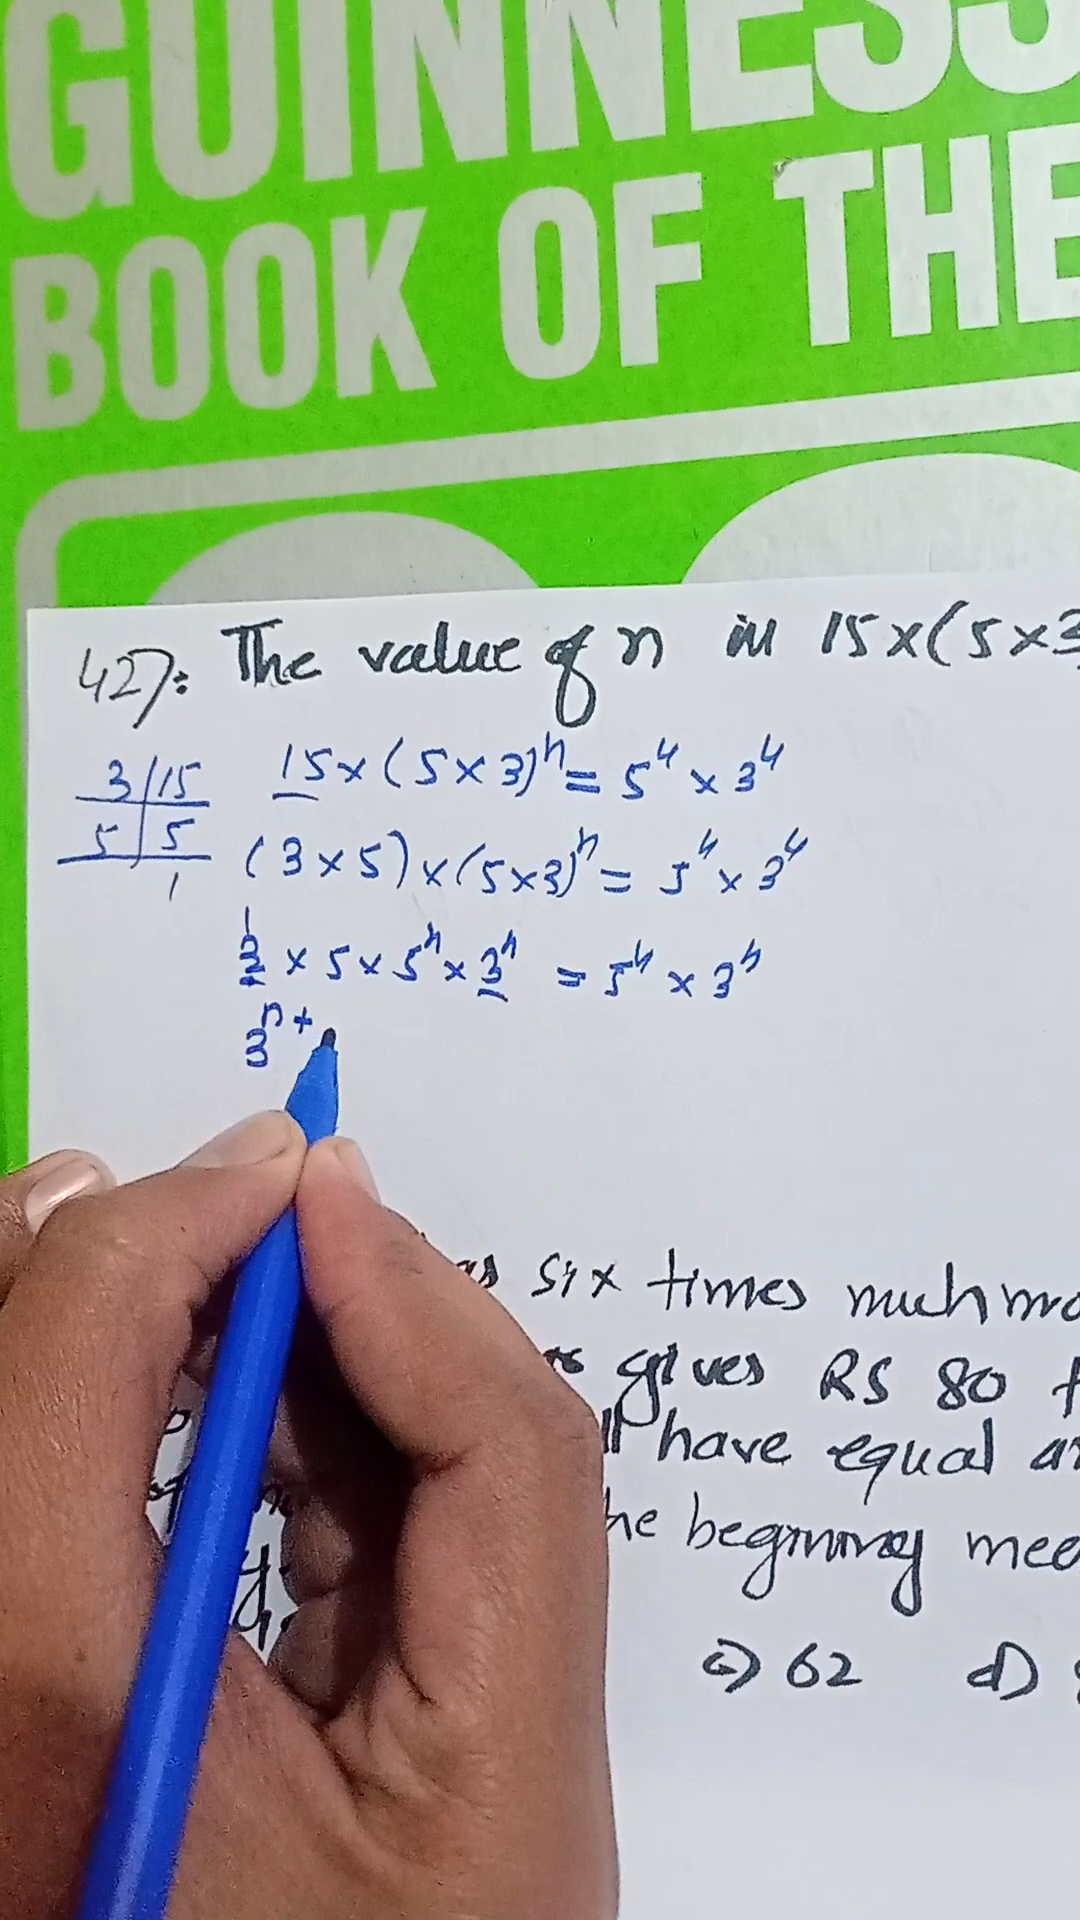 GUINNESS
BOOK OF THE
427: The value of n in 15×(5×3
3 | 15
5 | 5
1
15×(5×3)ⁿ = 5⁴ × 3⁴
(3×5)×(5×3)ⁿ = 5⁴ × 3⁴
3¹ × 5 × 5ⁿ × 3ⁿ = 5⁴ × 3⁴
3ⁿ⁺
six times much mo
gives RS 80 t
have equal a
he beginning mee
c) 62 d)